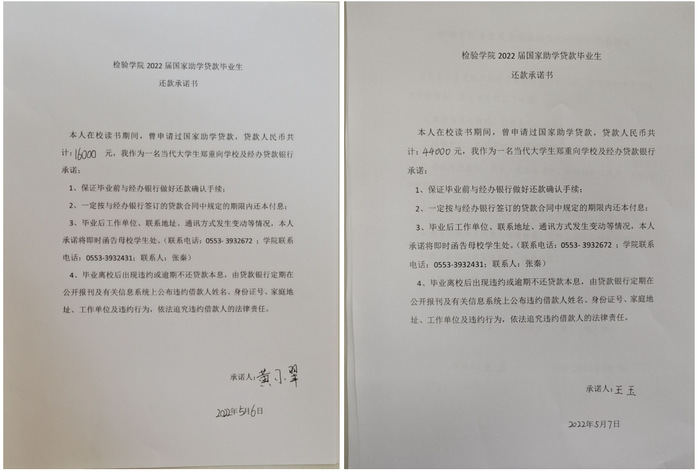 检验学院 2022 届国家助学贷款毕业生
还款承诺书
本人在校读书期间，曾申请过国家助学贷款，贷款人民币共
计：16000 元，我作为一名当代大学生郑重向学校及经办贷款银行
承诺：
1、保证毕业前与经办银行做好还款确认手续；
2、一定按与经办银行签订的贷款合同中规定的期限内还本付息；
3、毕业后工作单位、联系地址、通讯方式发生变动等情况，本人
承诺将即时函告母校学生处。（联系电话：0553- 3932672 ；学院联系
电话：0553-3932431；联系人：张秦）
4、毕业离校后出现违约或逾期不还贷款本息，由贷款银行定期在
公开报刊及有关信息系统上公布违约借款人姓名、身份证号、家庭地
址、工作单位及违约行为，依法追究违约借款人的法律责任。
承诺人：黄小翠
2022年5月6日
检验学院 2022 届国家助学贷款毕业生
还款承诺书
本人在校读书期间，曾申请过国家助学贷款，贷款人民币共
计：44000 元，我作为一名当代大学生郑重向学校及经办贷款银行
承诺：
1、保证毕业前与经办银行做好还款确认手续；
2、一定按与经办银行签订的贷款合同中规定的期限内还本付息；
3、毕业后工作单位、联系地址、通讯方式发生变动等情况，本人
承诺将即时函告母校学生处。（联系电话：0553- 3932672 ；学院联系
电话：0553-3932431；联系人：张秦）
4、毕业离校后出现违约或逾期不还贷款本息，由贷款银行定期在
公开报刊及有关信息系统上公布违约借款人姓名、身份证号、家庭地
址、工作单位及违约行为，依法追究违约借款人的法律责任。
承诺人：王玉
2022年5月7日